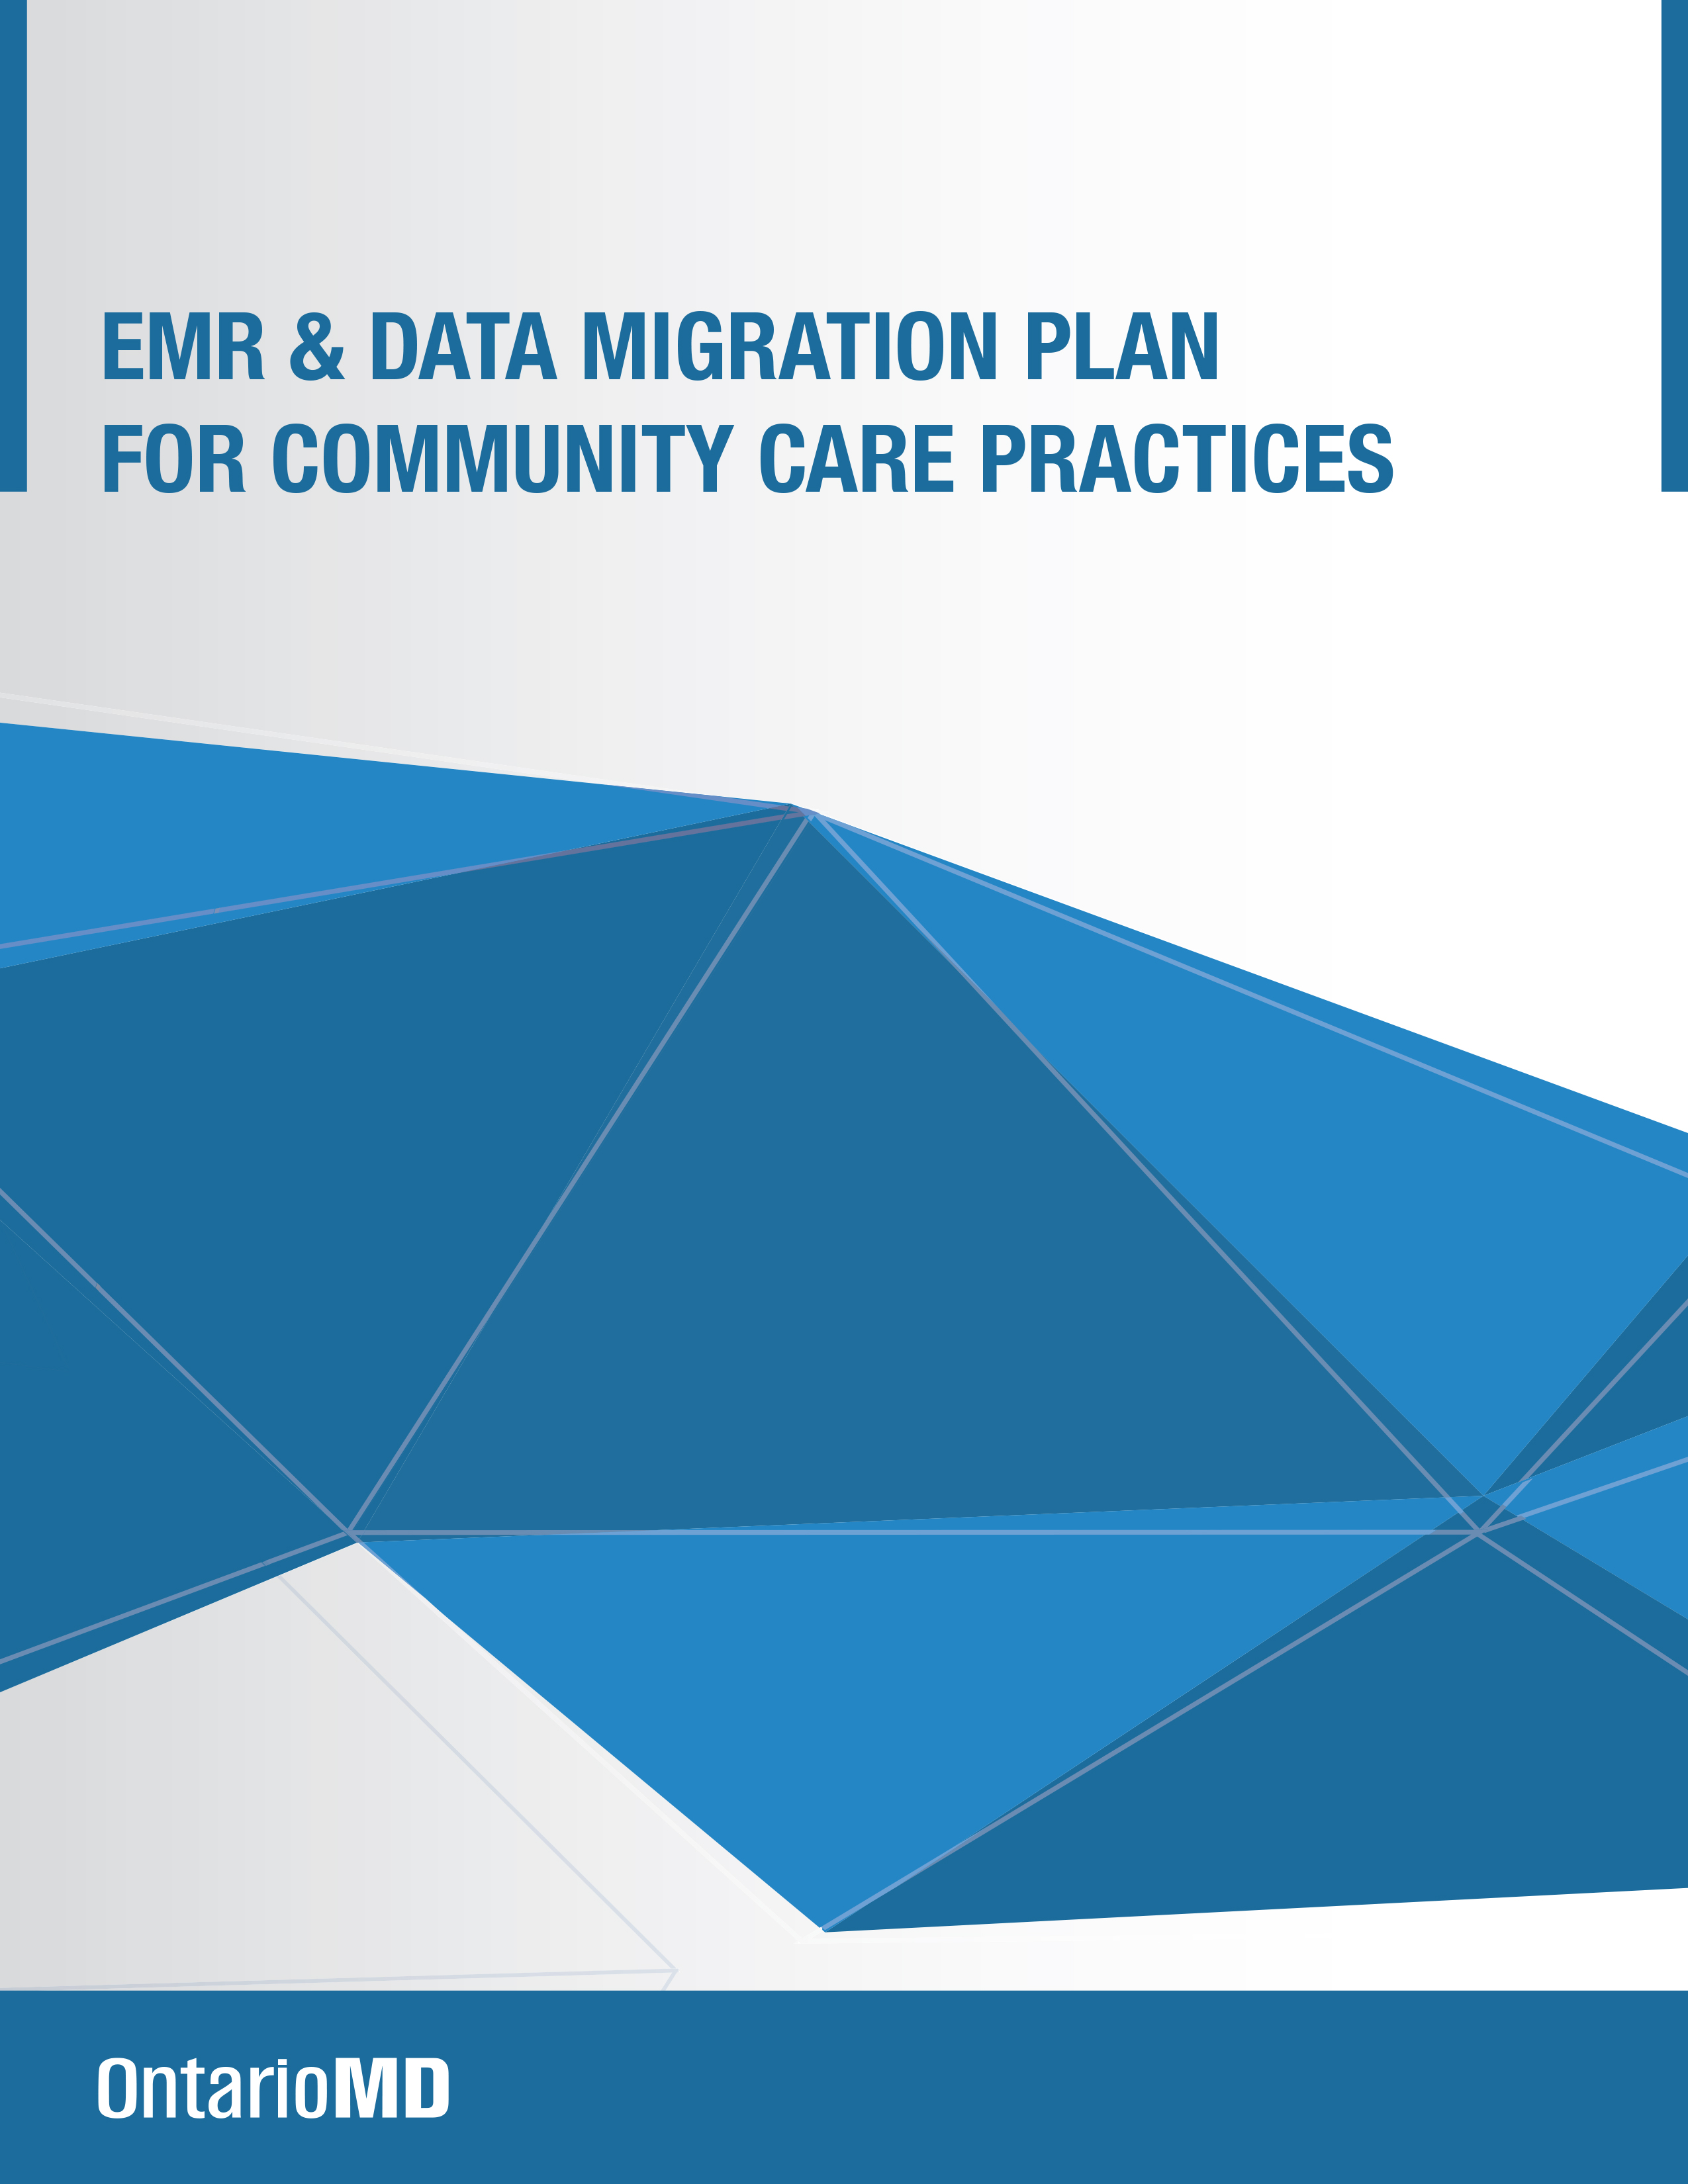 EMR & DATA MIGRATION PLAN
FOR COMMUNITY CARE PRACTICES
OntarioMD